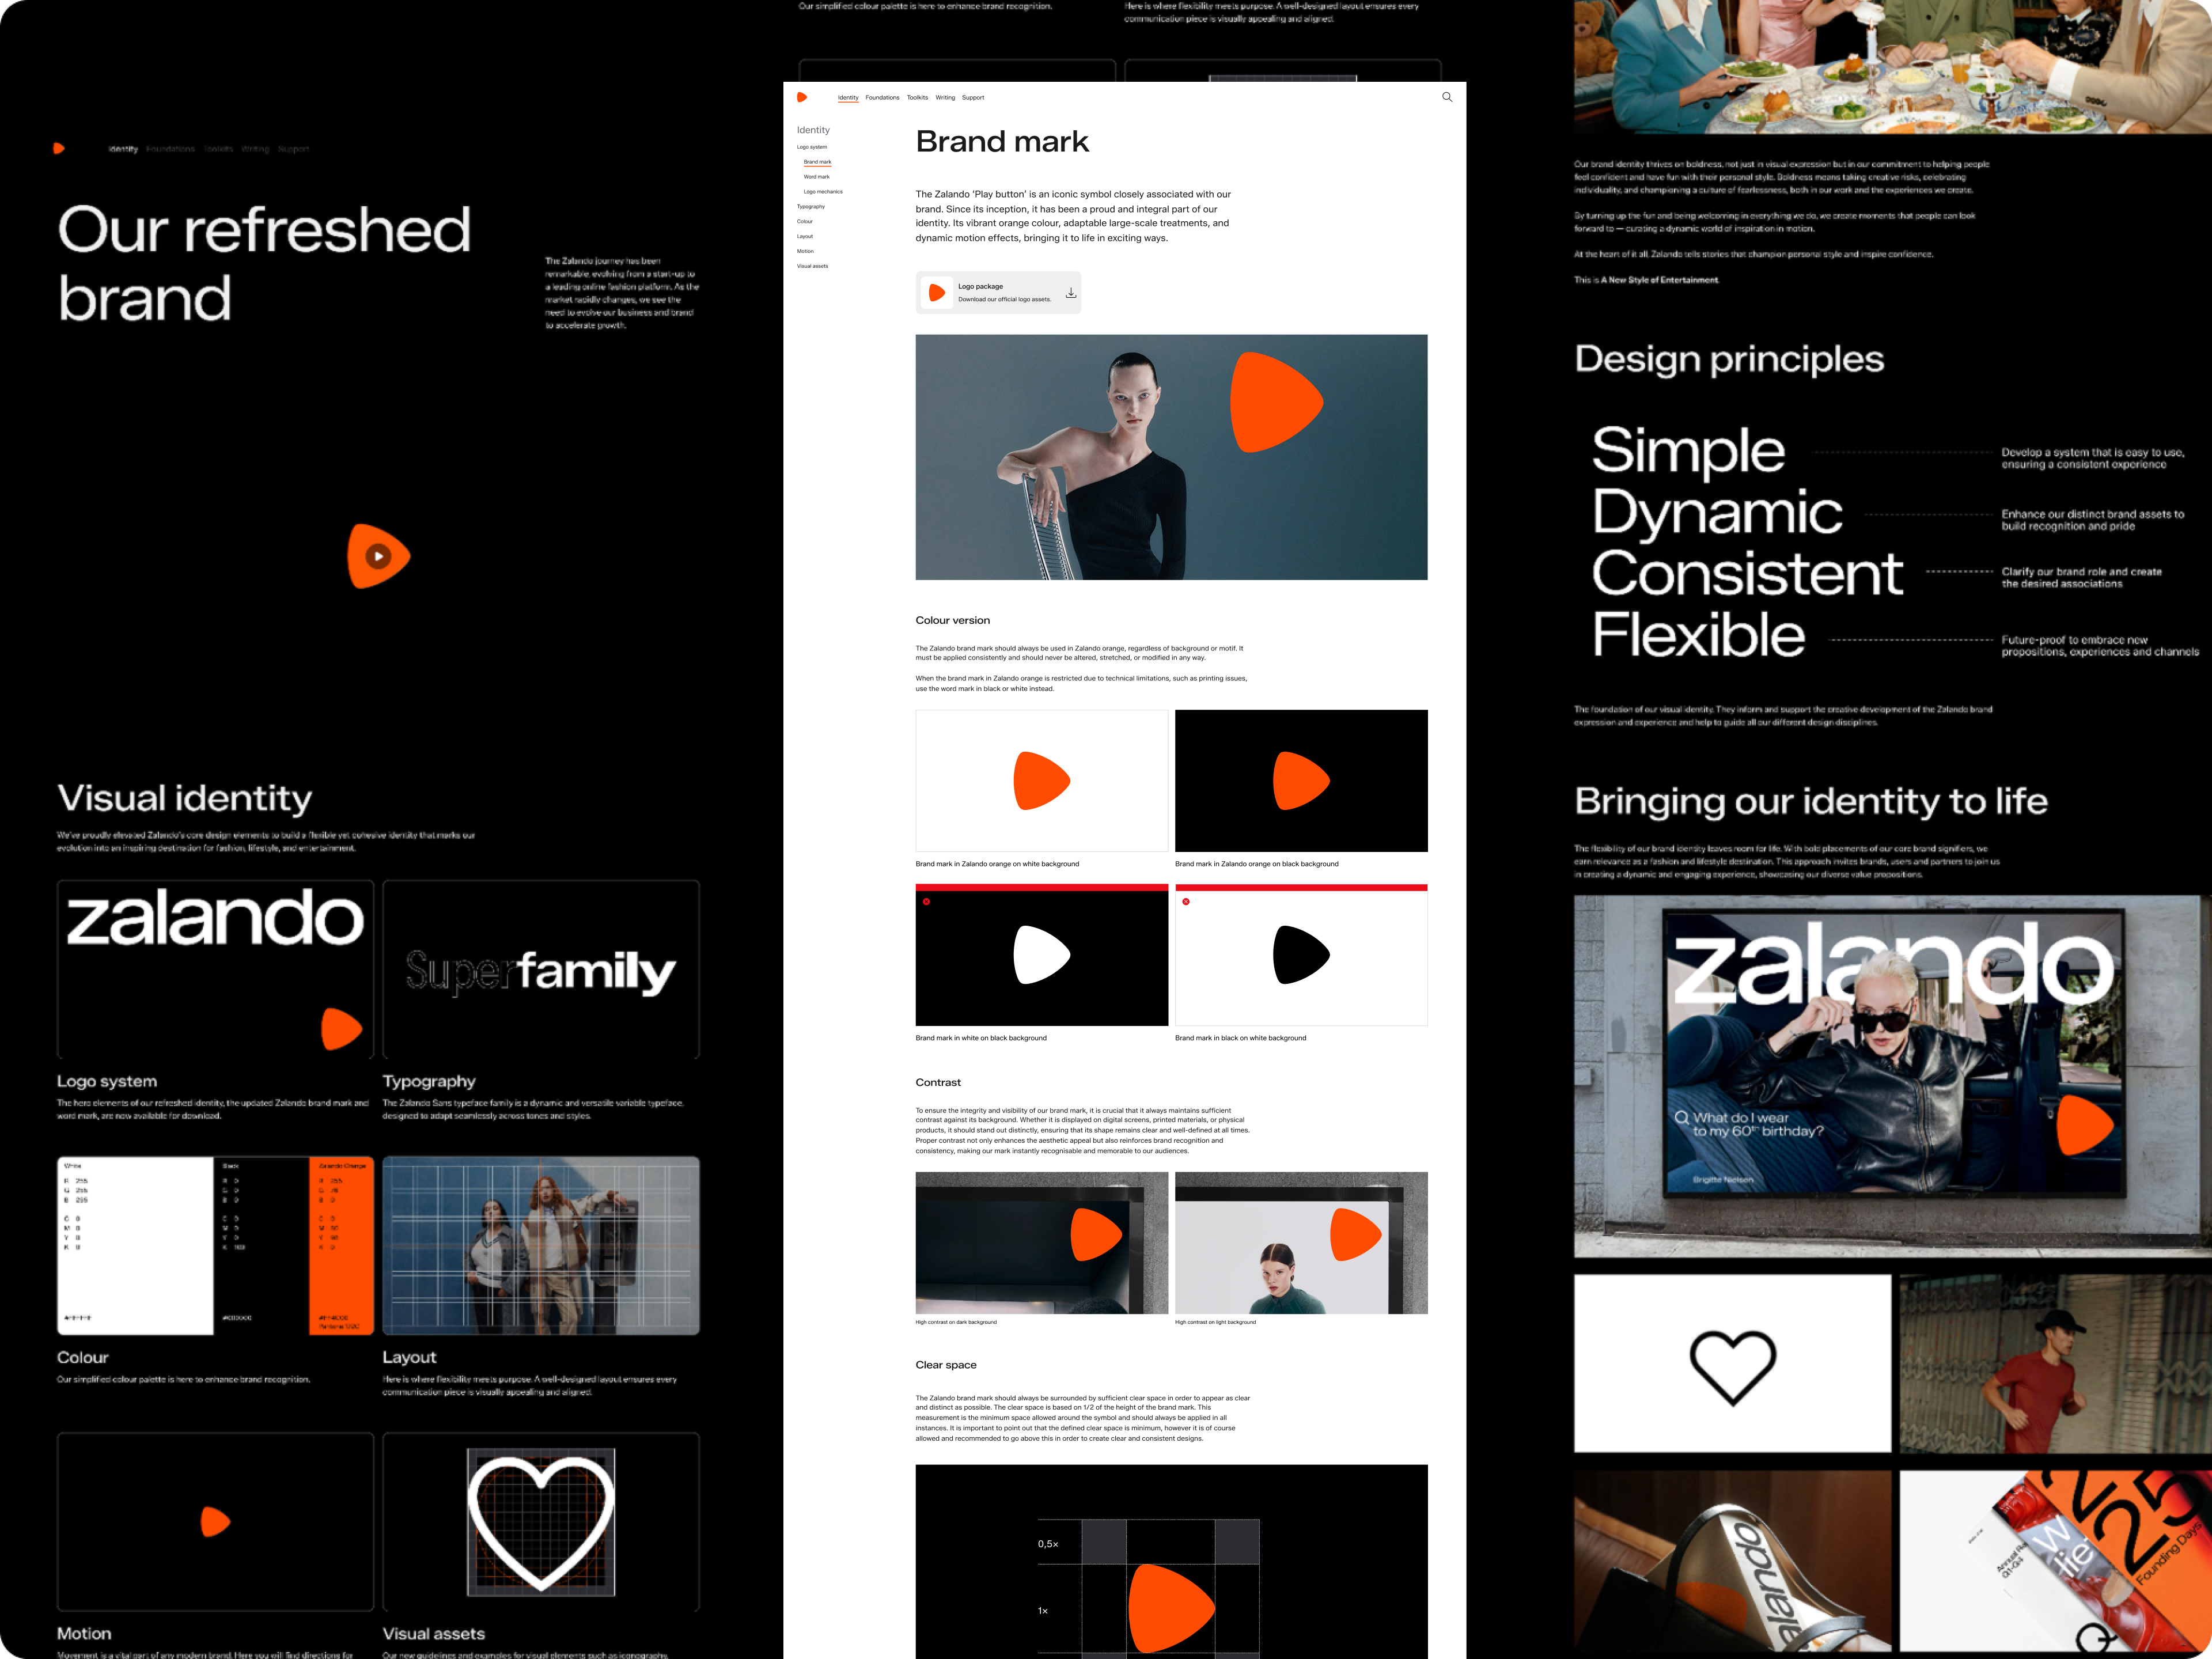 Identity Foundations Toolkits Writing Support
Our refreshed
brand
The Zalando journey has been
remarkable, evolving from a start-up to
a leading online fashion platform. As the
market rapidly changes, we see the
need to evolve our business and brand
to accelerate growth.
Visual identity
We've proudly elevated Zalando's core design elements to build a flexible yet cohesive identity that marks our
evolution into an inspiring destination for fashion, lifestyle, and entertainment.
zalando
Superfamily
Logo system
The hero elements of our refreshed identity, the updated Zalando brand mark and
word mark, are now available for download.
Typography
The Zalando Sans typeface family is a dynamic and versatile variable typeface,
designed to adapt seamlessly across tones and styles.
White
R 255
G 255
B 255
C 0
M 0
Y 0
K 0
Black
R 0
G 0
B 0
C 0
M 0
Y 0
K 100
Zalando Orange
R 255
#000000
Colour
Our simplified colour palette is here to enhance brand recognition.
Layout
Here is where flexibility meets purpose. A well-designed layout ensures every
communication piece is visually appealing and aligned.
Motion
Movement is a vital part of any modern brand. Here you will find directions for
Visual assets
Our new guidelines and examples for visual elements such as iconography,
Our simplified colour palette is here to enhance brand recognition.
Here is where flexibility meets purpose. A well-designed layout ensures every
communication piece is visually appealing and aligned.
Identity Foundations Toolkits Writing Support
Identity
Logo system
Brand mark
Word mark
Logo mechanics
Typography
Colour
Layout
Motion
Visual assets
Brand mark
The Zalando ‘Play button’ is an iconic symbol closely associated with our
brand. Since its inception, it has been a proud and integral part of our
identity. Its vibrant orange colour, adaptable large-scale treatments, and
dynamic motion effects, bringing it to life in exciting ways.
Logo package
Download our official logo assets.
Colour version
The Zalando brand mark should always be used in Zalando orange, regardless of background or motif. It
must be applied consistently and should never be altered, stretched, or modified in any way.
When the brand mark in Zalando orange is restricted due to technical limitations, such as printing issues,
use the word mark in black or white instead.
Brand mark in Zalando orange on white background
Brand mark in Zalando orange on black background
Brand mark in white on black background
Brand mark in black on white background
Contrast
To ensure the integrity and visibility of our brand mark, it is crucial that it always maintains sufficient
contrast against its background. Whether it is displayed on digital screens, printed materials, or physical
products, it should stand out distinctly, ensuring that its shape remains clear and well-defined at all times.
Proper contrast not only enhances the aesthetic appeal but also reinforces brand recognition and
consistency, making our mark instantly recognisable and memorable to our audiences.
High contrast on dark background
High contrast on light background
Clear space
The Zalando brand mark should always be surrounded by sufficient clear space in order to appear as clear
and distinct as possible. The clear space is based on 1/2 of the height of the brand mark. This
measurement is the minimum space allowed around the symbol and should always be applied in all
instances. It is important to point out that the defined clear space is minimum, however it is of course
allowed and recommended to go above this in order to create clear and consistent designs.
0,5×
1×
Our brand identity thrives on boldness, not just in visual expression but in our commitment to helping people
feel confident and have fun with their personal style. Boldness means taking creative risks, celebrating
individuality, and championing a culture of fearlessness, both in our work and the experiences we create.
By turning up the fun and being welcoming in everything we do, we create moments that people can look
forward to — curating a dynamic world of inspiration in motion.
At the heart of it all, Zalando tells stories that champion personal style and inspire confidence.
This is A New Style of Entertainment.
Design principles
Simple
Develop a system that is easy to use,
ensuring a consistent experience
Dynamic
Enhance our distinct brand assets to
build recognition and pride
Consistent
Clarify our brand role and create
the desired associations
Flexible
Future-proof to embrace new
propositions, experiences and channels
The foundation of our visual identity. They inform and support the creative development of the Zalando brand
expression and experience and help to guide all our different design disciplines.
Bringing our identity to life
The flexibility of our brand identity leaves room for life. With bold placements of our core brand signifiers, we
earn relevance as a fashion and lifestyle destination. This approach invites brands, users and partners to join us
in creating a dynamic and engaging experience, showcasing our diverse value propositions.
zalando
What do I wear
to my 60th birthday?
Brigitte Nielsen
zalando
25
Founding Days